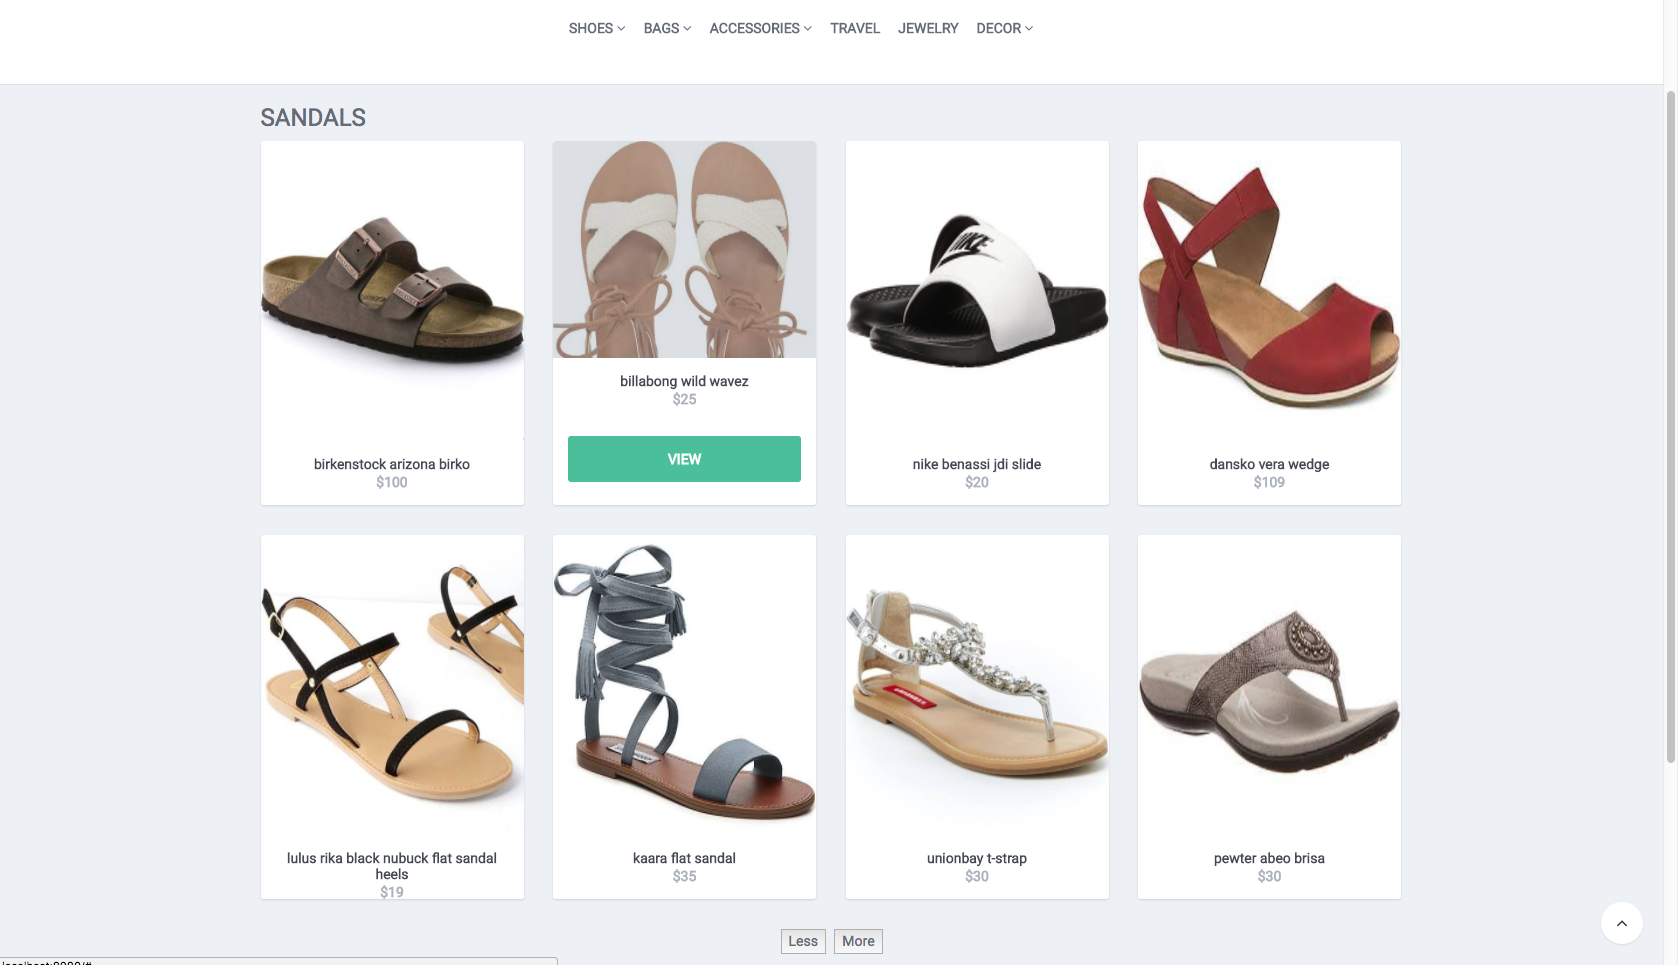 SHOES
BAGS
ACCESSORIES
TRAVEL
JEWELRY
DECOR
SANDALS
NIKE
birkenstock arizona birko
$100
billabong wild wavez
$25
VIEW
nike benassi jdi slide
$20
dansko vera wedge
$109
lulus rika black nubuck flat sandal
heels
$19
kaara flat sandal
$35
unionbay t-strap
$30
pewter abeo brisa
$30
Less
More